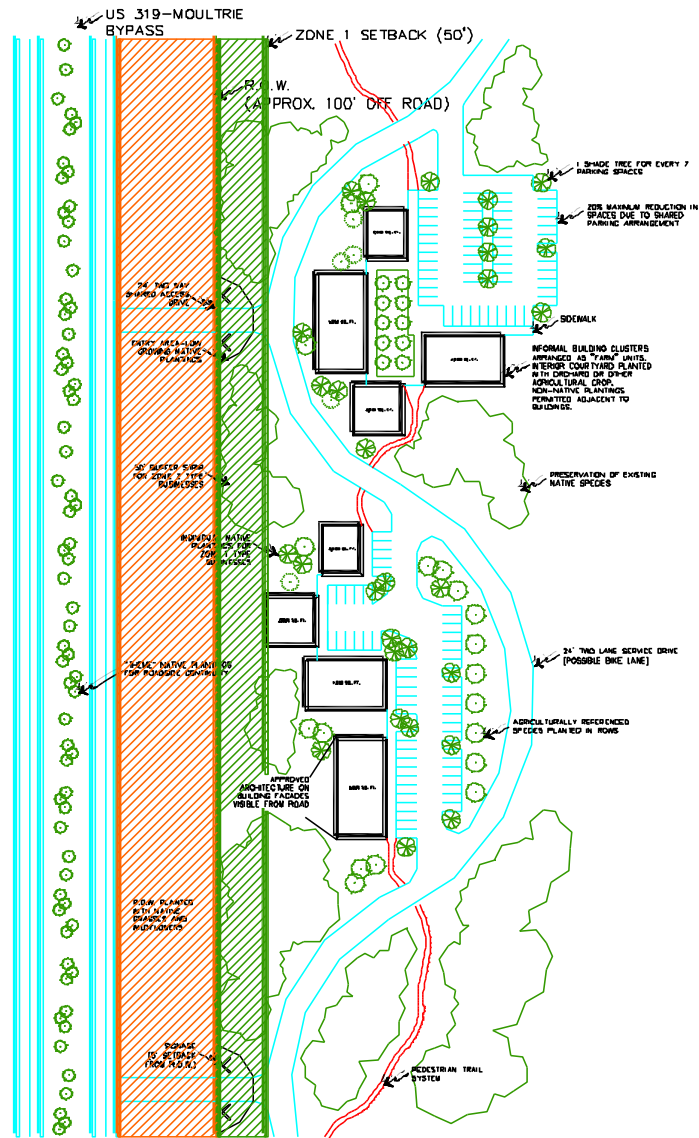 US 319-MOULTRIE
BYPASS
ZONE 1 SETBACK (50')
R.O.W.
(APPROX. 100' OFF ROAD)
1 SHADE TREE FOR EVERY 7
PARKING SPACES
20% MAXIMUM REDUCTION IN
SPACES DUE TO SHARED
PARKING ARRANGEMENT
SIDEWALK
24' TWO WAY
SHARED ACCESS
DRIVE
ENTRY AREA-LOW
GROWING NATIVE
PLANTINGS
INFORMAL BUILDING CLUSTERS
ARRANGED AS "FARM" UNITS.
INTERIOR COURTYARD PLANTED
WITH ORCHARD OR OTHER
AGRICULTURAL CROP.
NON-NATIVE PLANTINGS
PERMITTED ADJACENT TO
BUILDINGS.
50' BUFFER STRIP
FOR ZONE 1 TYPE
BUSINESSES
PRESERVATION OF EXISTING
NATIVE SPECIES
INDIVIDUAL NATIVE
PLANTINGS FOR
ZONE 1 TYPE
BUSINESSES
"THEME" NATIVE PLANTINGS
FOR ROADSIDE CONTINUITY
24' TWO LANE SERVICE DRIVE
[POSSIBLE BIKE LANE]
AGRICULTURALLY REFERENCED
SPECIES PLANTED IN ROWS
APPROVED
ARCHITECTURE ON
BUILDING FACADES
VISIBLE FROM ROAD
R.O.W. PLANTED
WITH NATIVE
GRASSES AND
WILDFLOWERS
SIGNAGE
(5' SETBACK
FROM R.O.W.)
PEDESTRIAN TRAIL
SYSTEM